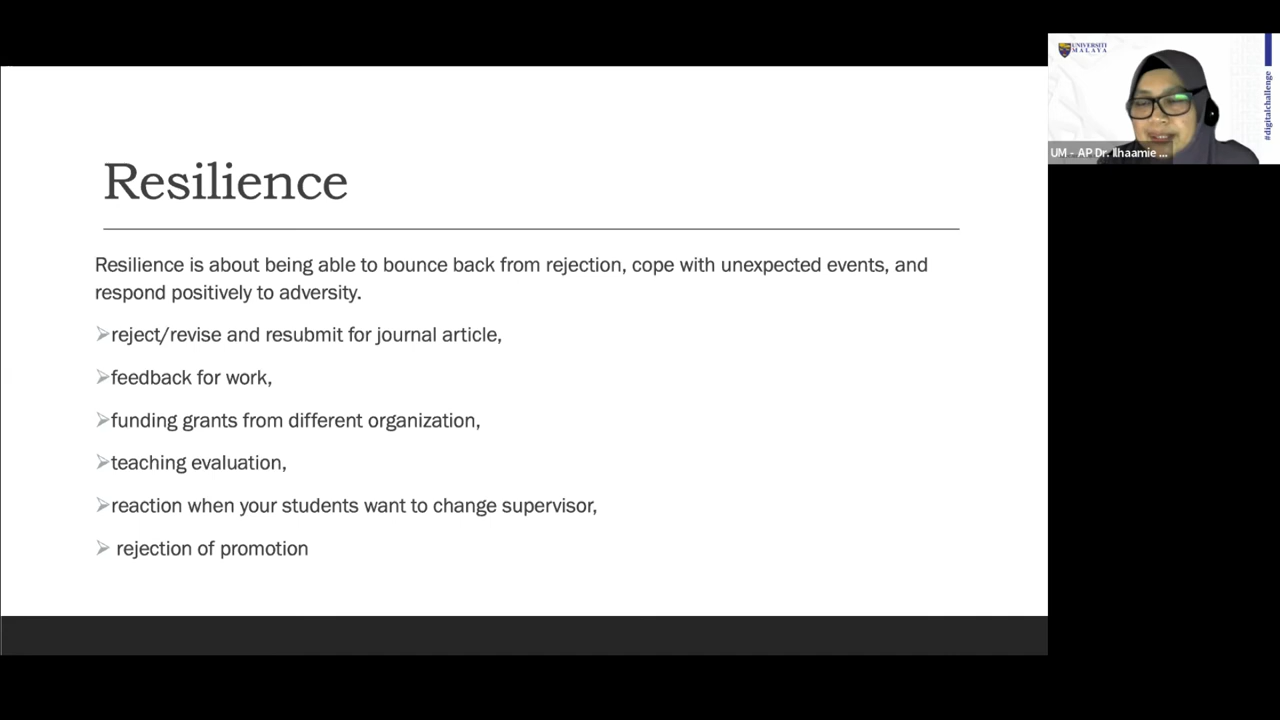 Resilience
Resilience is about being able to bounce back from rejection, cope with unexpected events, and
respond positively to adversity.
reject/revise and resubmit for journal article,
feedback for work,
funding grants from different organization,
teaching evaluation,
reaction when your students want to change supervisor,
rejection of promotion
UNIVERSITI
MALAYA
#digitalchallenge
UM - AP Dr. Ilhaamie ...